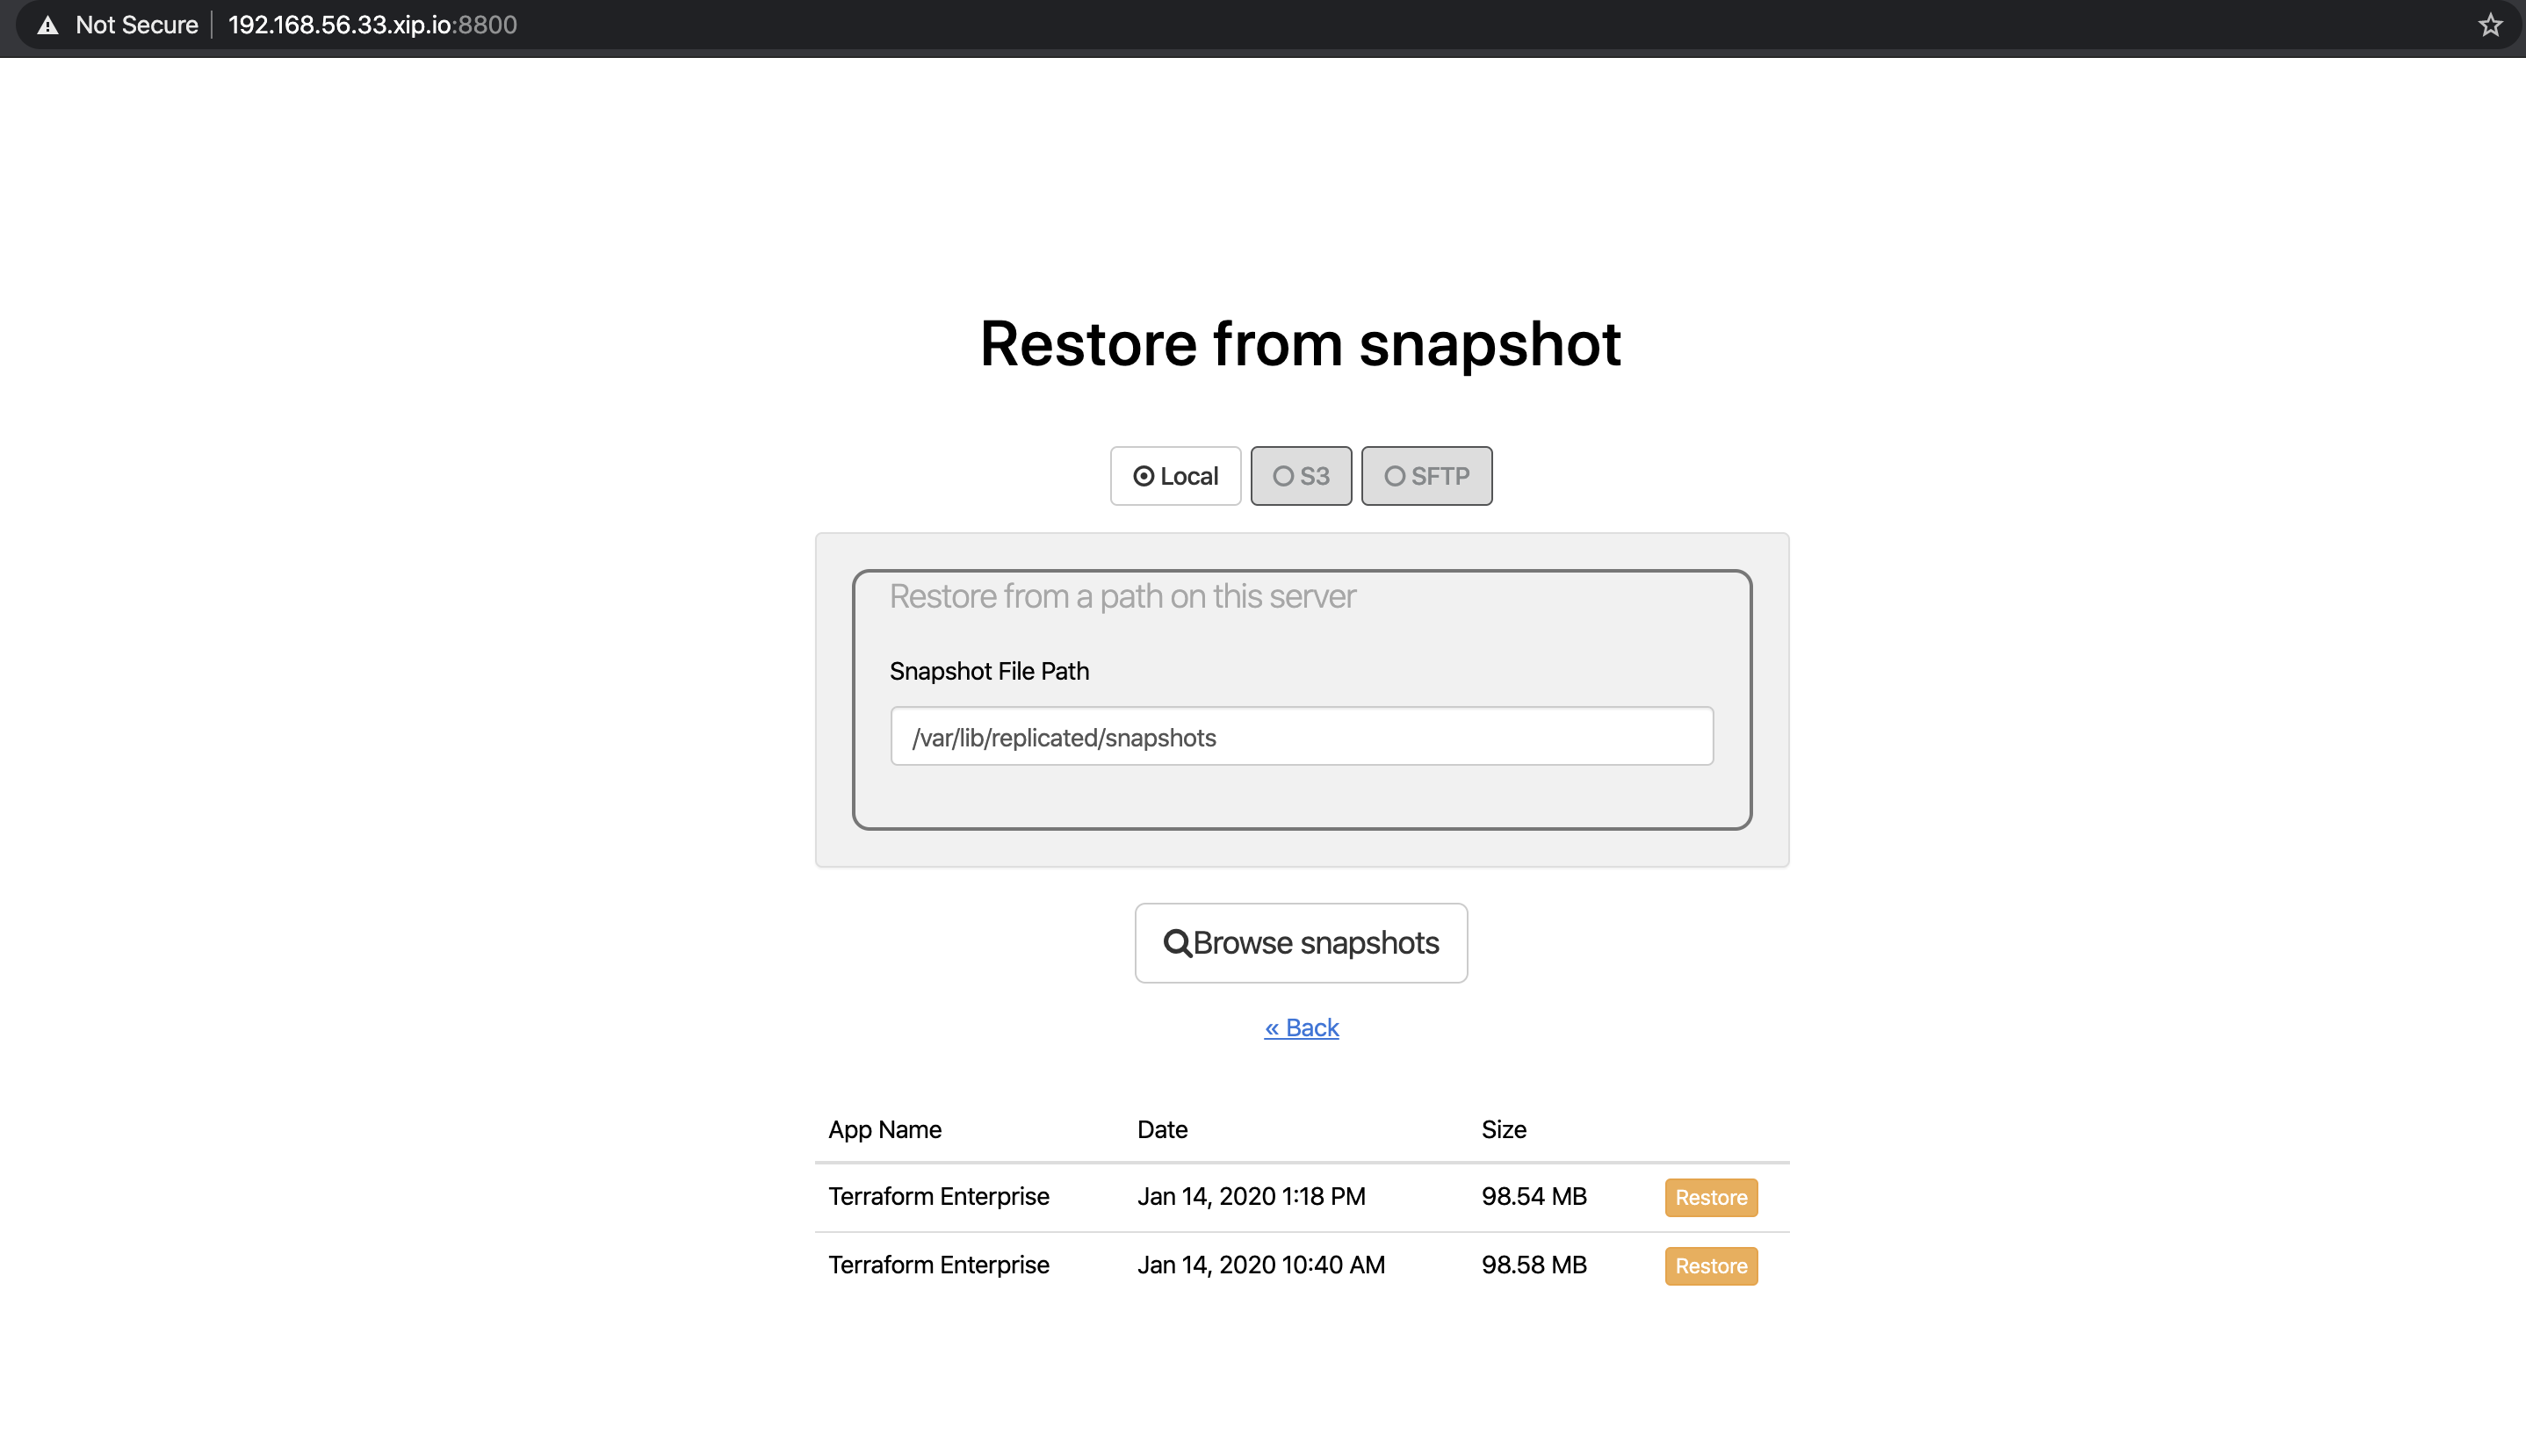 Not Secure 192.168.56.33.xip.io:8800
Restore from snapshot
Local S3 SFTP
Restore from a path on this server
Snapshot File Path
/var/lib/replicated/snapshots
Browse snapshots
« Back
App Name Date Size
Terraform Enterprise Jan 14, 2020 1:18 PM 98.54 MB Restore
Terraform Enterprise Jan 14, 2020 10:40 AM 98.58 MB Restore